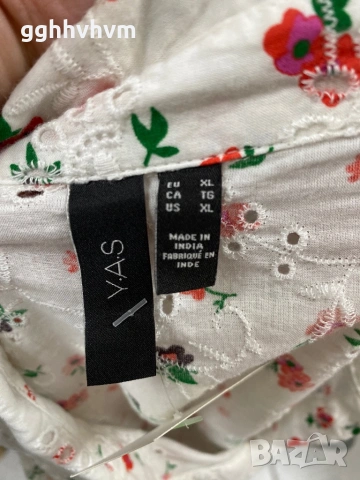 gghhvhvm
Y.A.S
EU XL
CA TG
US XL
MADE IN
INDIA
FABRIQUÉ EN
INDE
BAZAR